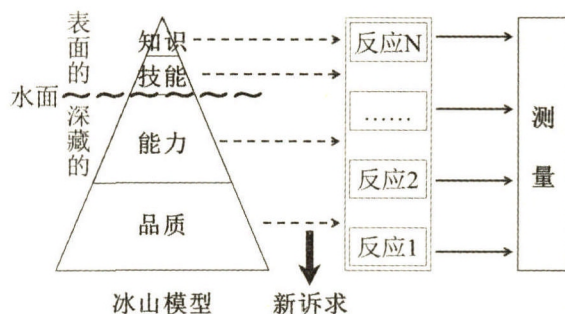 表面的
水面
深藏的
知识
技能
能力
品质
冰山模型
新诉求
反应N
……
反应2
反应1
测量